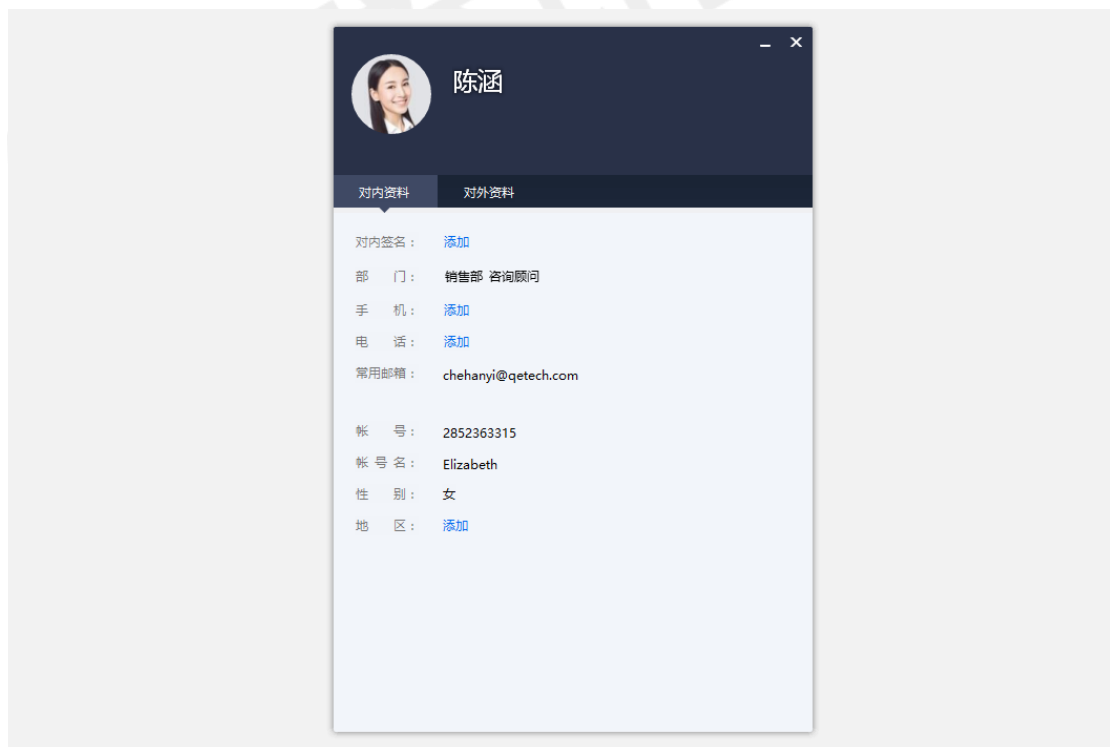 陈涵
对内资料 对外资料
对内签名： 添加
部 门： 销售部 咨询顾问
手 机： 添加
电 话： 添加
常用邮箱： chehanyi@qetech.com
帐 号： 2852363315
帐 号 名： Elizabeth
性 别： 女
地 区： 添加